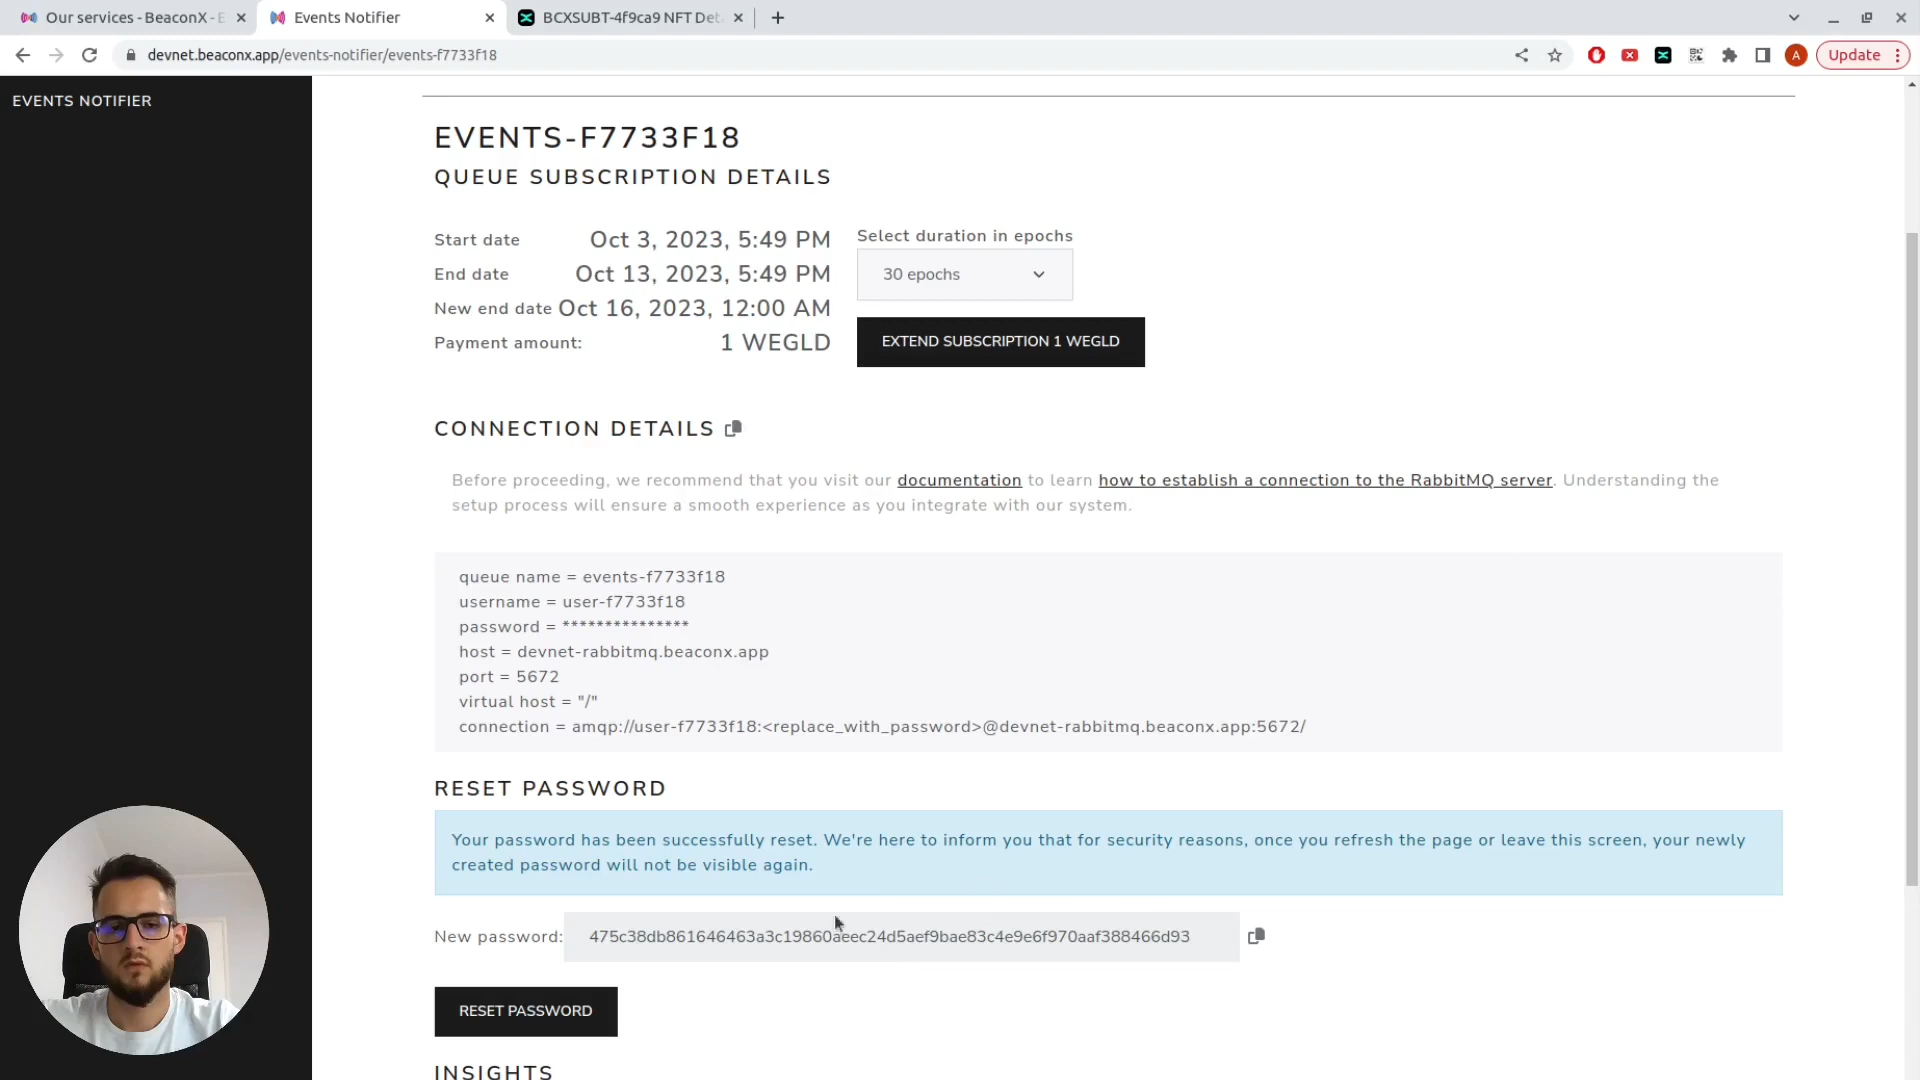 Our services - BeaconX - E
Events Notifier
BCXSUBT-4f9ca9 NFT Det
devnet.beaconx.app/events-notifier/events-f7733f18
A
Update
EVENTS NOTIFIER
EVENTS-F7733F18
QUEUE SUBSCRIPTION DETAILS
Start date Oct 3, 2023, 5:49 PM
End date Oct 13, 2023, 5:49 PM
New end date Oct 16, 2023, 12:00 AM
Payment amount: 1 WEGLD
Select duration in epochs
30 epochs
EXTEND SUBSCRIPTION 1 WEGLD
CONNECTION DETAILS
Before proceeding, we recommend that you visit our documentation to learn how to establish a connection to the RabbitMQ server. Understanding the
setup process will ensure a smooth experience as you integrate with our system.
queue name = events-f7733f18
username = user-f7733f18
password = ***************
host = devnet-rabbitmq.beaconx.app
port = 5672
virtual host = "/"
connection = amqp://user-f7733f18:<replace_with_password>@devnet-rabbitmq.beaconx.app:5672/
RESET PASSWORD
Your password has been successfully reset. We're here to inform you that for security reasons, once you refresh the page or leave this screen, your newly
created password will not be visible again.
New password: 475c38db861646463a3c19860aeec24d5aef9bae83c4e9e6f970aaf388466d93
RESET PASSWORD
INSIGHTS